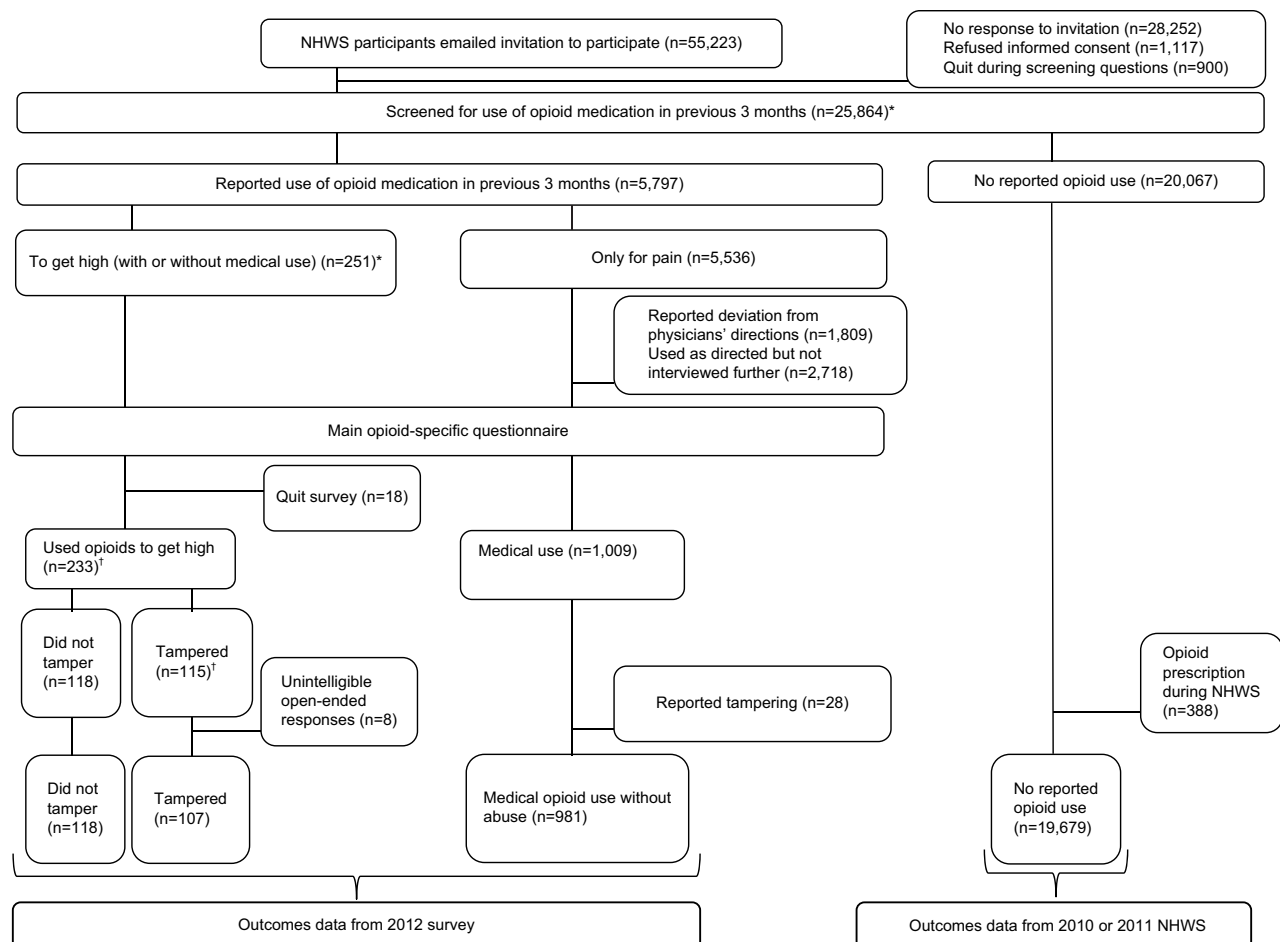 NHWS participants emailed invitation to participate (n=55,223)
No response to invitation (n=28,252)
Refused informed consent (n=1,117)
Quit during screening questions (n=900)
Screened for use of opioid medication in previous 3 months (n=25,864)*
Reported use of opioid medication in previous 3 months (n=5,797)
No reported opioid use (n=20,067)
To get high (with or without medical use) (n=251)*
Only for pain (n=5,536)
Reported deviation from
physicians’ directions (n=1,809)
Used as directed but not
interviewed further (n=2,718)
Main opioid-specific questionnaire
Quit survey (n=18)
Used opioids to get high
(n=233)†
Medical use (n=1,009)
Did not
tamper
(n=118)
Tampered
(n=115)†
Unintelligible
open-ended
responses (n=8)
Reported tampering (n=28)
Opioid
prescription
during NHWS
(n=388)
Did not
tamper
(n=118)
Tampered
(n=107)
Medical opioid use without
abuse (n=981)
No reported
opioid use
(n=19,679)
Outcomes data from 2012 survey
Outcomes data from 2010 or 2011 NHWS